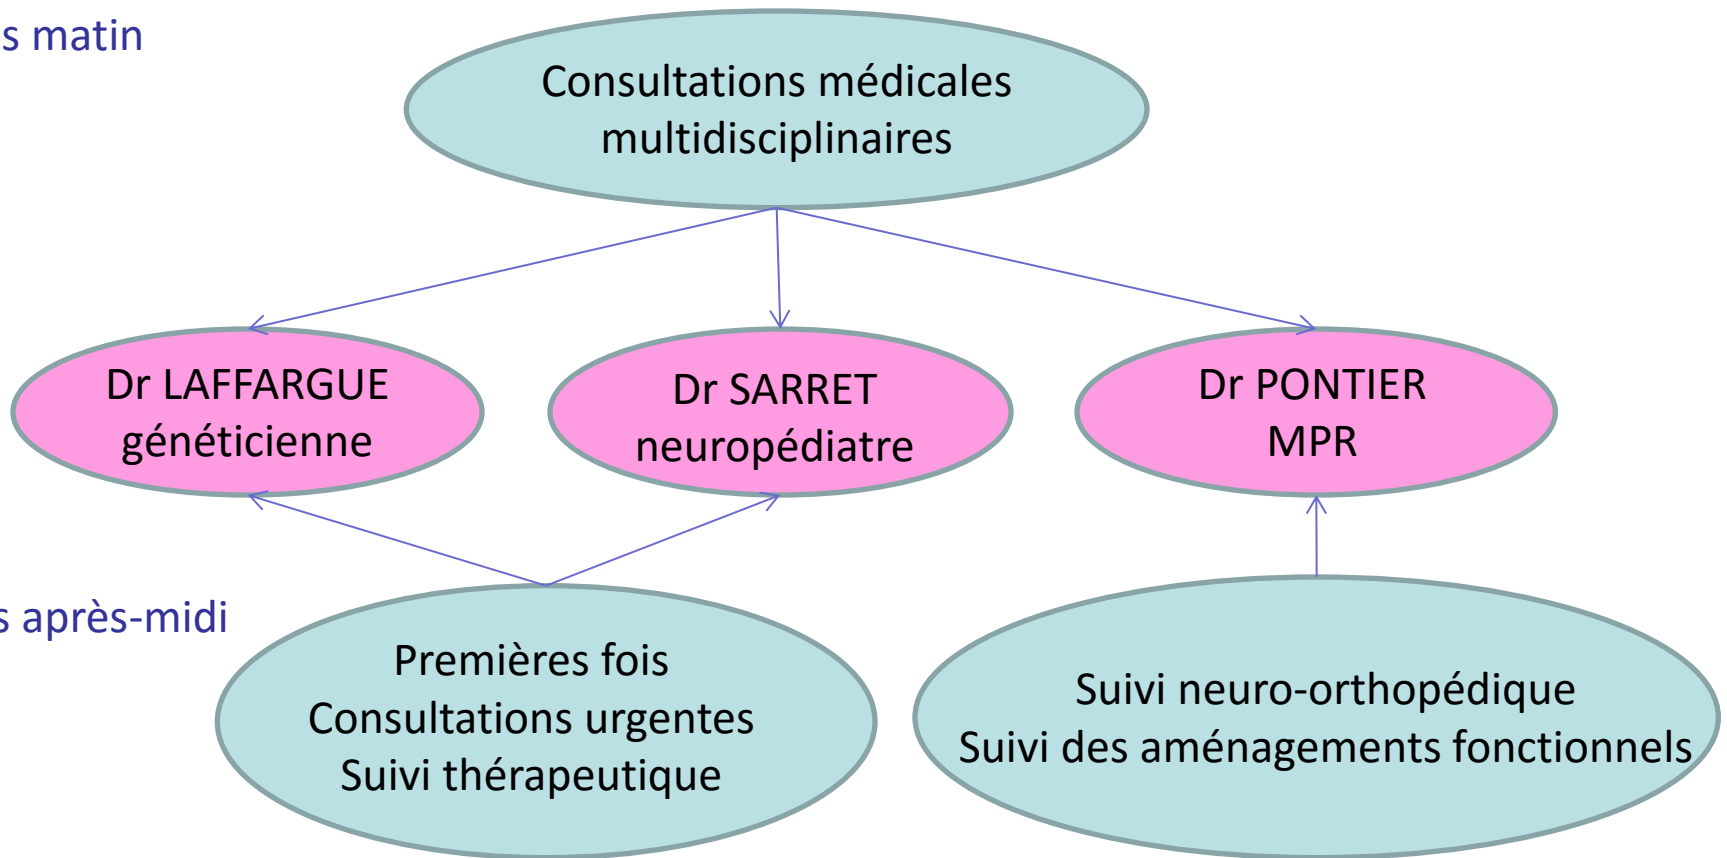 s matin
Consultations médicales
multidisciplinaires
Dr LAFFARGUE
généticienne
Dr SARRET
neuropédiatre
Dr PONTIER
MPR
s après-midi
Premières fois
Consultations urgentes
Suivi thérapeutique
Suivi neuro-orthopédique
Suivi des aménagements fonctionnels